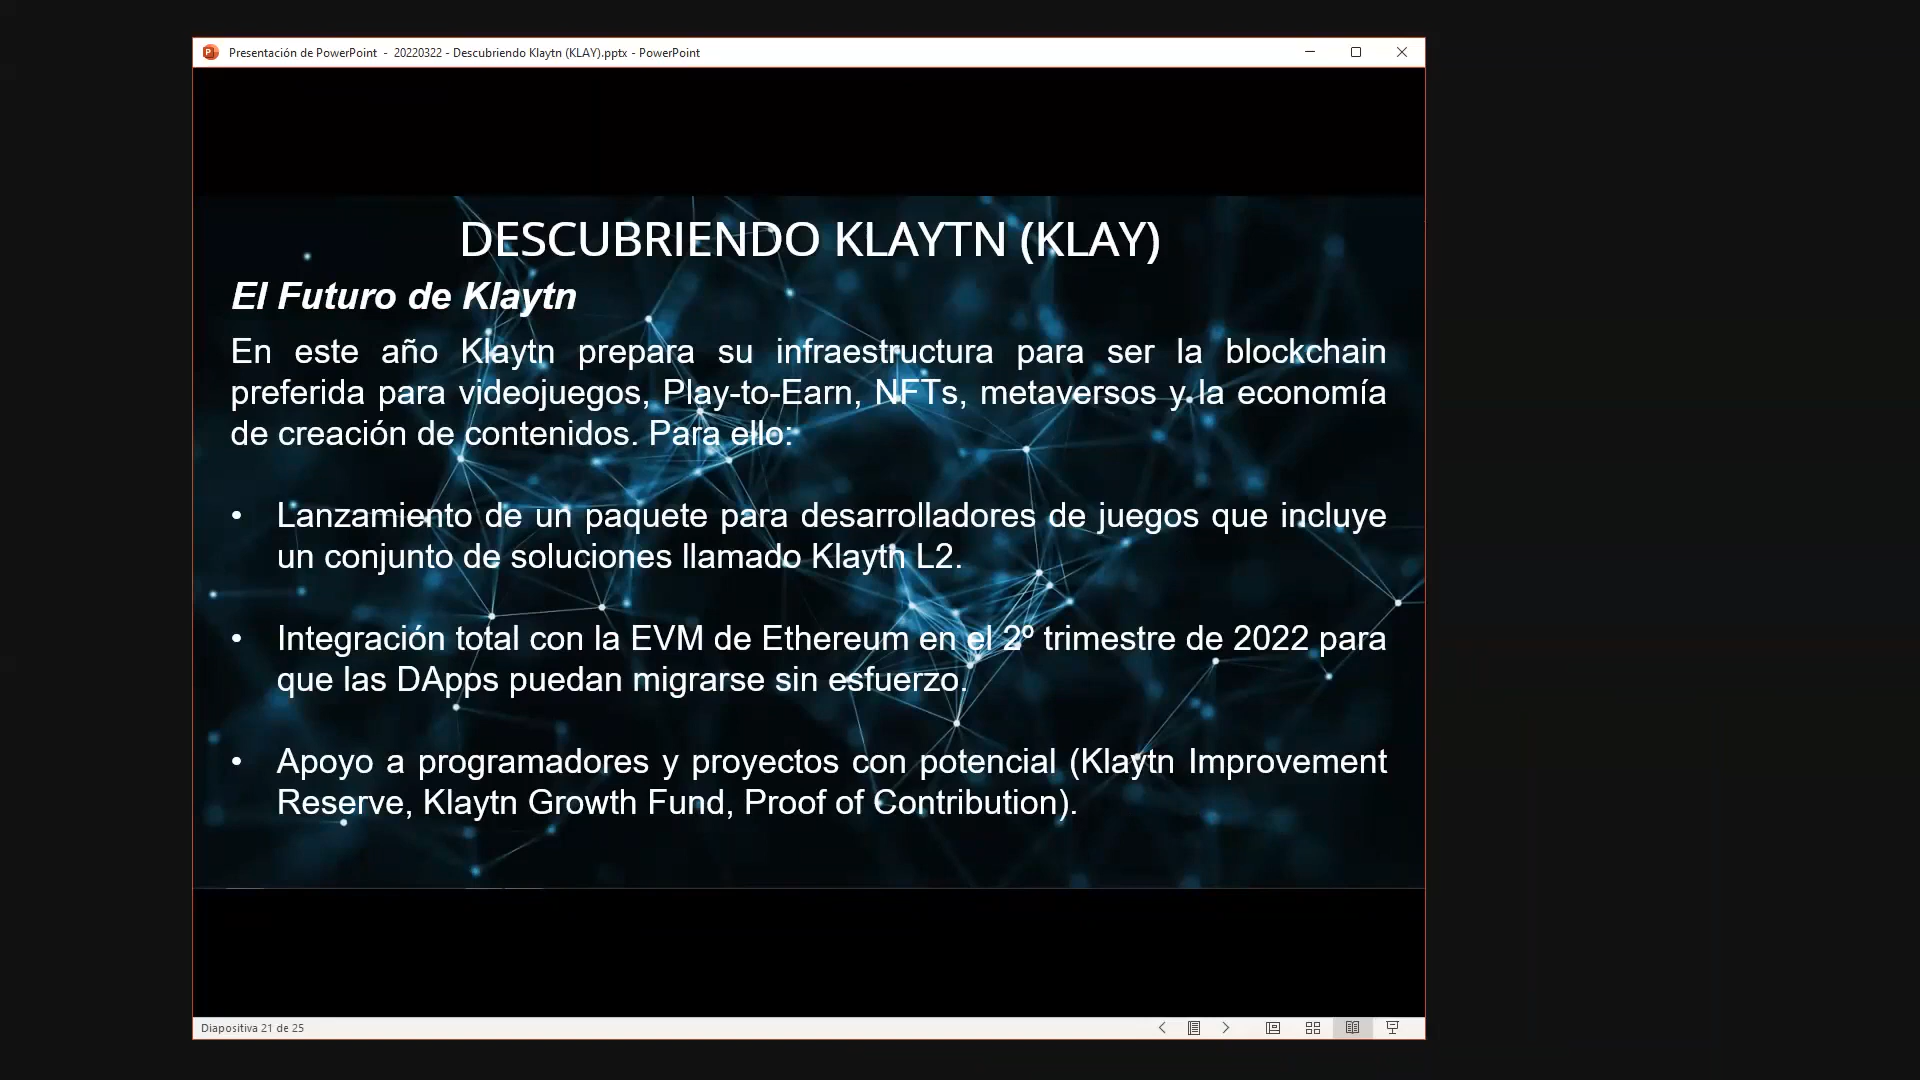 Presentación de PowerPoint - 20220322 - Descubriendo Klaytn (KLAY).pptx - PowerPoint
DESCUBRIENDO KLAYTN (KLAY)
El Futuro de Klaytn
En este año Klaytn prepara su infraestructura para ser la blockchain
preferida para videojuegos, Play-to-Earn, NFTs, metaversos y la economía
de creación de contenidos. Para ello:
• Lanzamiento de un paquete para desarrolladores de juegos que incluye
un conjunto de soluciones llamado Klaytn L2.
• Integración total con la EVM de Ethereum en el 2º trimestre de 2022 para
que las DApps puedan migrarse sin esfuerzo.
• Apoyo a programadores y proyectos con potencial (Klaytn Improvement
Reserve, Klaytn Growth Fund, Proof of Contribution).
Diapositiva 21 de 25